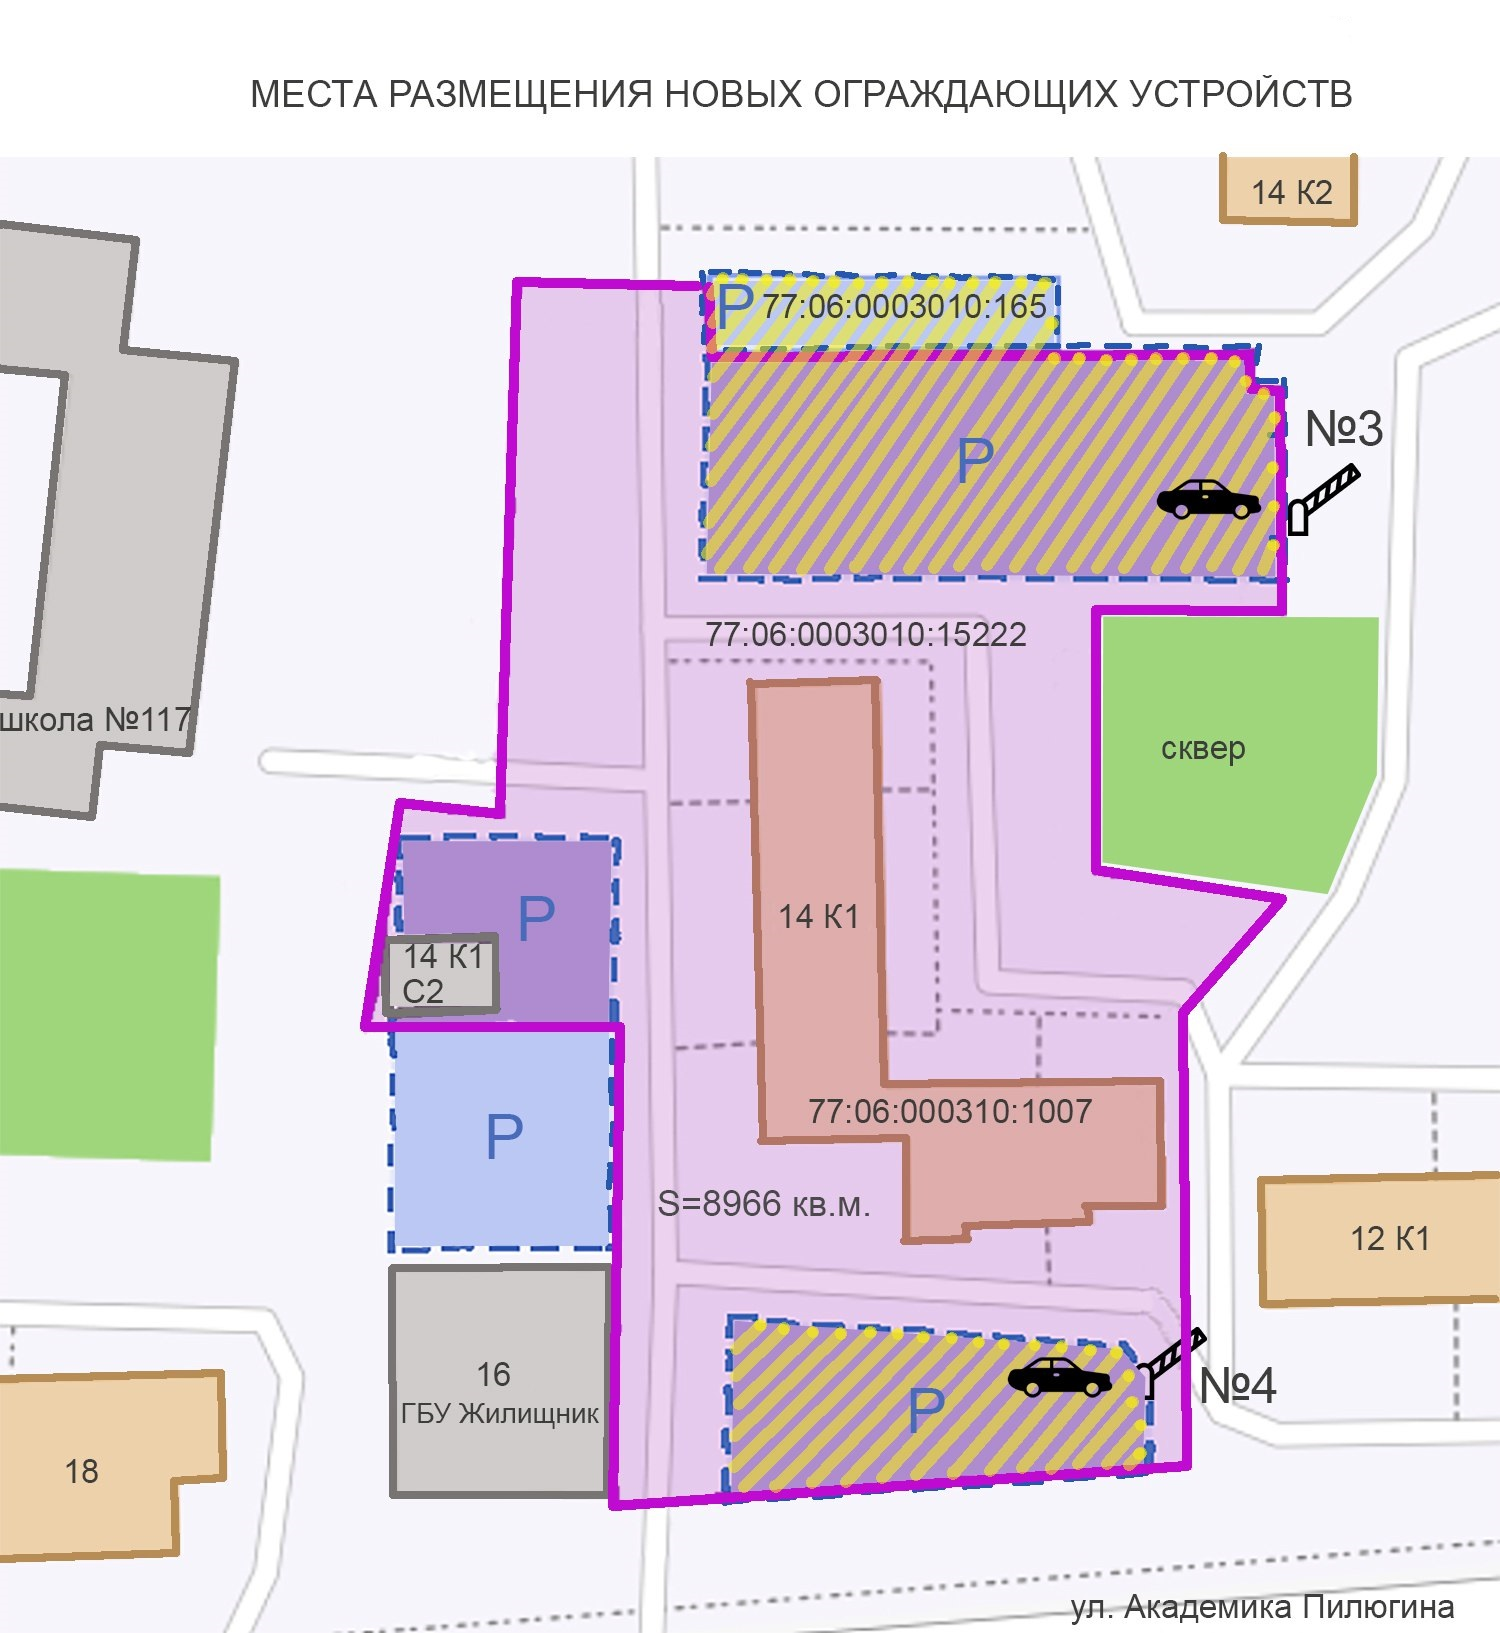 МЕСТА РАЗМЕЩЕНИЯ НОВЫХ ОГРАЖДАЮЩИХ УСТРОЙСТВ
14 К2
Р
77:06:0003010:165
№3
Р
77:06:0003010:15222
школа №117
сквер
14 К1
Р
14 К1
С2
77:06:000310:1007
Р
S=8966 кв.м.
12 К1
16
ГБУ Жилищник
№4
Р
18
ул. Академика Пилюгина